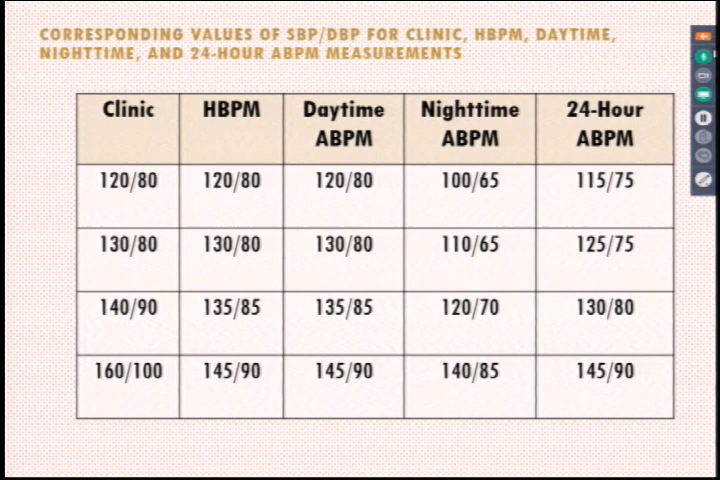 CORRESPONDING VALUES OF SBP/DBP FOR CLINIC, HBPM, DAYTIME,
NIGHTTIME, AND 24-HOUR ABPM MEASUREMENTS
Clinic HBPM Daytime ABPM Nighttime ABPM 24-Hour ABPM
120/80 120/80 120/80 100/65 115/75
130/80 130/80 130/80 110/65 125/75
140/90 135/85 135/85 120/70 130/80
160/100 145/90 145/90 140/85 145/90